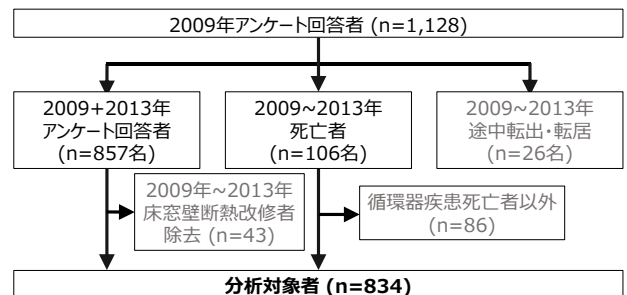 2009年アンケート回答者 (n=1,128)
2009+2013年
アンケート回答者
(n=857名)
2009~2013年
死亡者
(n=106名)
2009~2013年
途中転出・転居
(n=26名)
2009年~2013年
床窓壁断熱改修者
除去 (n=43)
循環器疾患死亡者以外
(n=86)
分析対象者 (n=834)